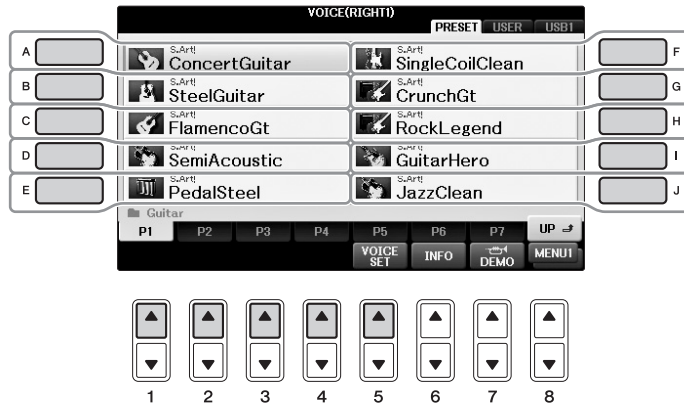 VOICE(RIGHT1)
PRESET USER USB1
A S.Art! ConcertGuitar S.Art! SingleCoilClean F
B S.Art! SteelGuitar S.Art! CrunchGt G
C S.Art! FlamencoGt S.Art! RockLegend H
D S.Art! SemiAcoustic S.Art! GuitarHero I
E S.Art! PedalSteel S.Art! JazzClean J
Guitar
P1 P2 P3 P4 P5 P6 P7 UP
VOICE SET INFO DEMO MENU1
1 2 3 4 5 6 7 8